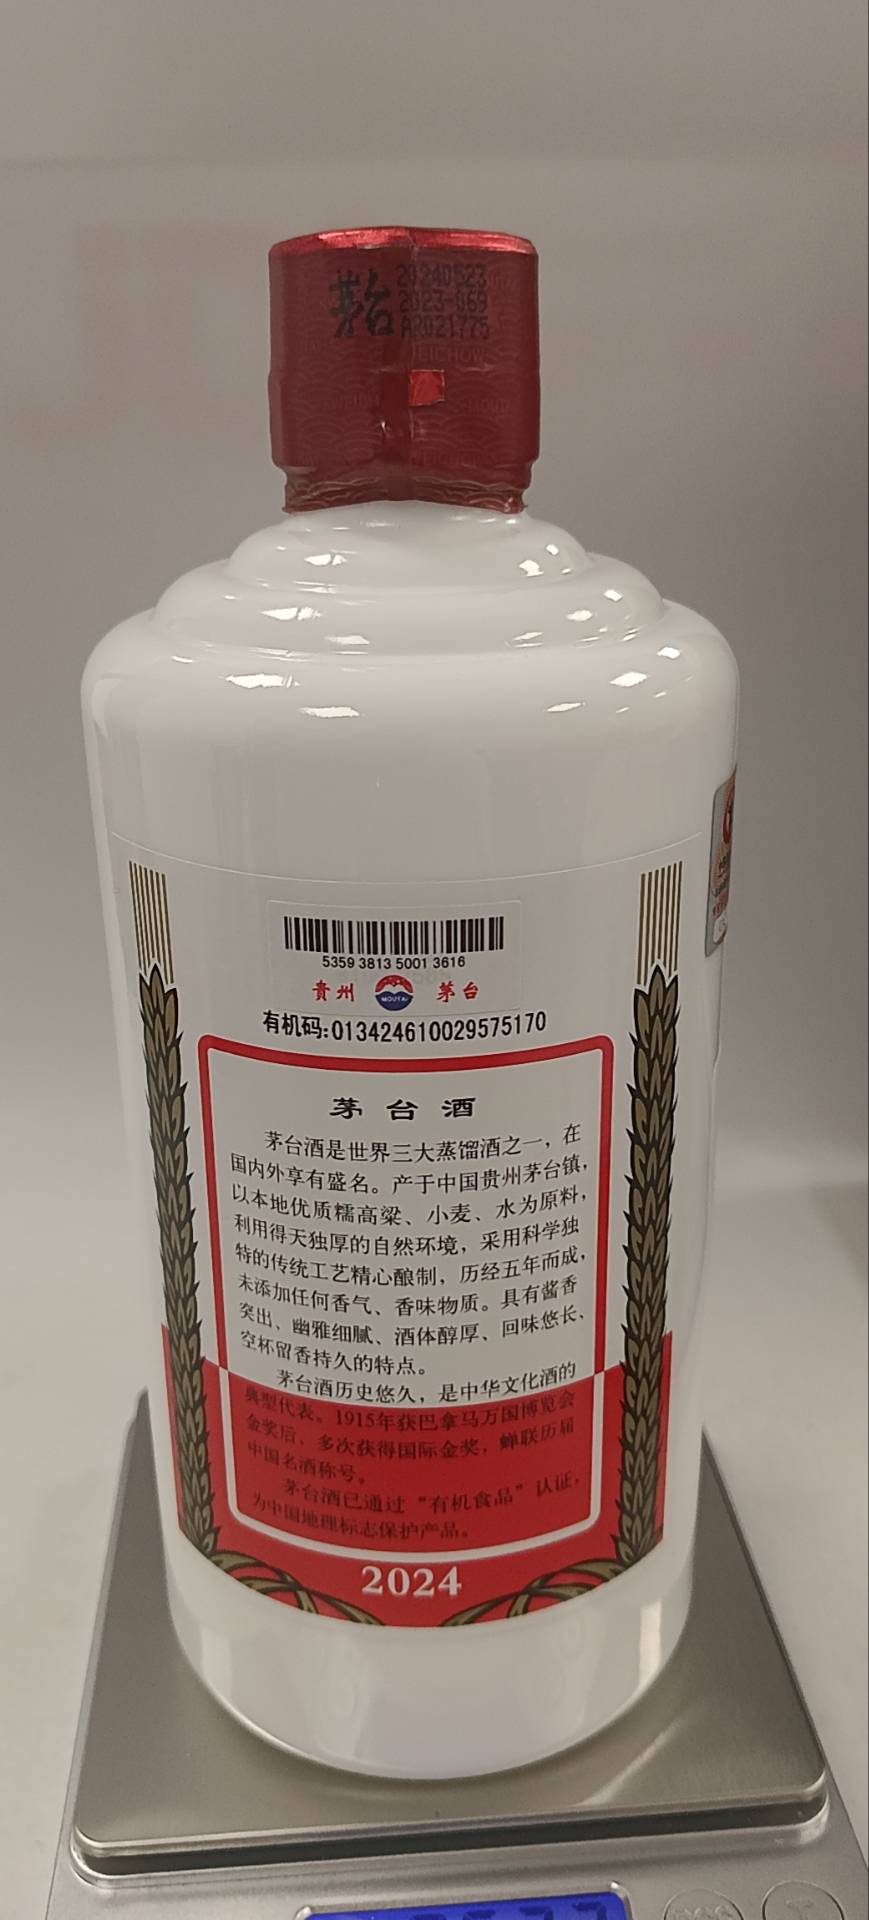 茅台
20240523
2023-069
A2021775
5359 3813 5001 3616
贵州 MOUTAI 茅台
有机码:013424610029575170
茅台酒
茅台酒是世界三大蒸馏酒之一，在
国内外享有盛名。产于中国贵州茅台镇，
以本地优质糯高粱、小麦、水为原料，
利用得天独厚的自然环境，采用科学独
特的传统工艺精心酿制，历经五年而成，
未添加任何香气、香味物质。具有酱香
突出、幽雅细腻、酒体醇厚、回味悠长、
空杯留香持久的特点。
茅台酒历史悠久，是中华文化酒的
典型代表。1915年获巴拿马万国博览会
金奖后，多次获得国际金奖，蝉联历届
中国名酒称号。
茅台酒已通过“有机食品”认证，
为中国地理标志保护产品。
2024